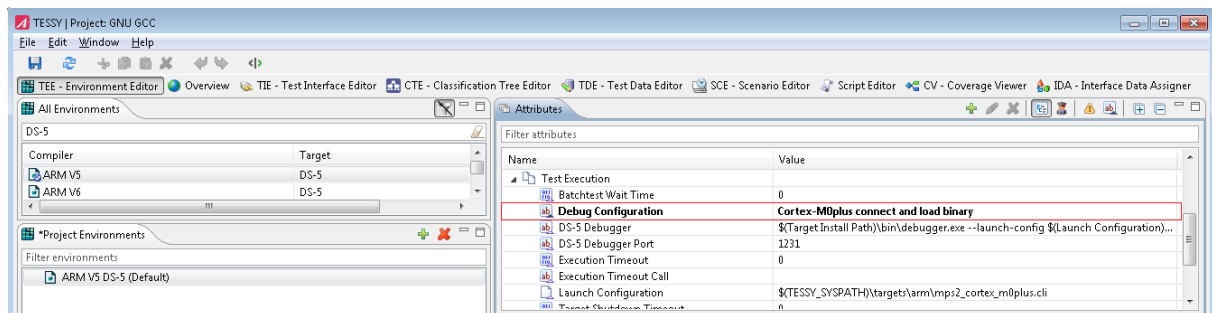 TESSY | Project: GNU GCC
File Edit Window Help
TEE - Environment Editor Overview TIE - Test Interface Editor CTE - Classification Tree Editor TDE - Test Data Editor SCE - Scenario Editor Script Editor CV - Coverage Viewer IDA - Interface Data Assigner
All Environments
DS-5
Compiler Target
ARM V5 DS-5
ARM V6 DS-5
*Project Environments
Filter environments
ARM V5 DS-5 (Default)
Attributes
Filter attributes
Name Value
Test Execution
Batchtest Wait Time 0
Debug Configuration Cortex-M0plus connect and load binary
DS-5 Debugger $(Target Install Path)\bin\debugger.exe --launch-config $(Launch Configuration)...
DS-5 Debugger Port 1231
Execution Timeout 0
Execution Timeout Call
Launch Configuration $(TESSY_SYSPATH)\targets\arm\mps2_cortex_m0plus.cli
Target Shutdown Timeout 0